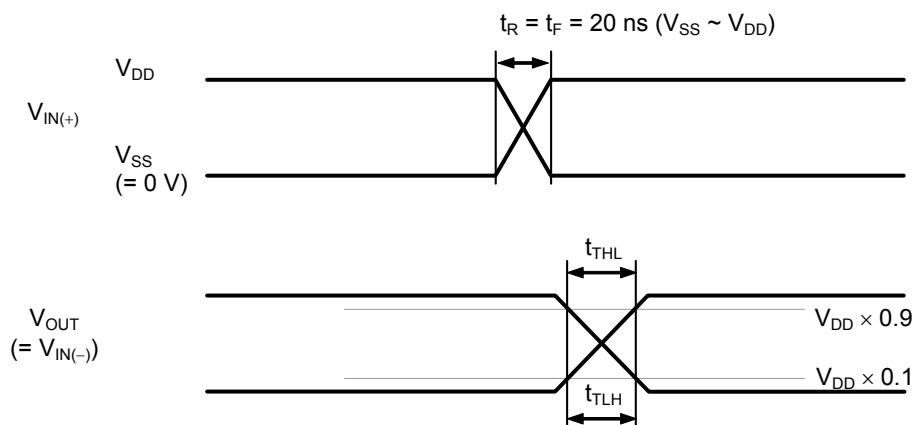 t_R = t_F = 20 ns (V_SS ~ V_DD)
V_DD
V_IN(+)
V_SS
(= 0 V)
t_THL
V_OUT
(= V_IN(−))
V_DD × 0.9
V_DD × 0.1
t_TLH